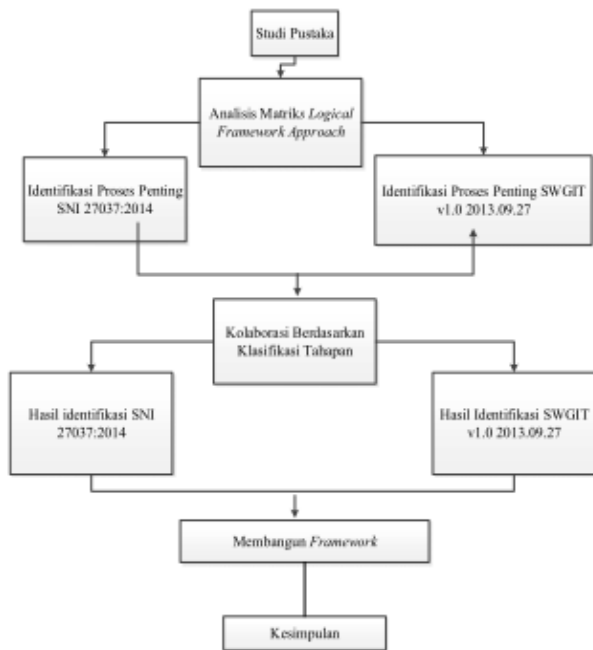 Studi Pustaka
Analisis Matriks Logical
Framework Approach
Identifikasi Proses Penting
SNI 27037:2014
Identifikasi Proses Penting SWGIT
v1.0 2013.09.27
Kolaborasi Berdasarkan
Klasifikasi Tahapan
Hasil identifikasi SNI
27037:2014
Hasil Identifikasi SWGIT
v1.0 2013.09.27
Membangun Framework
Kesimpulan